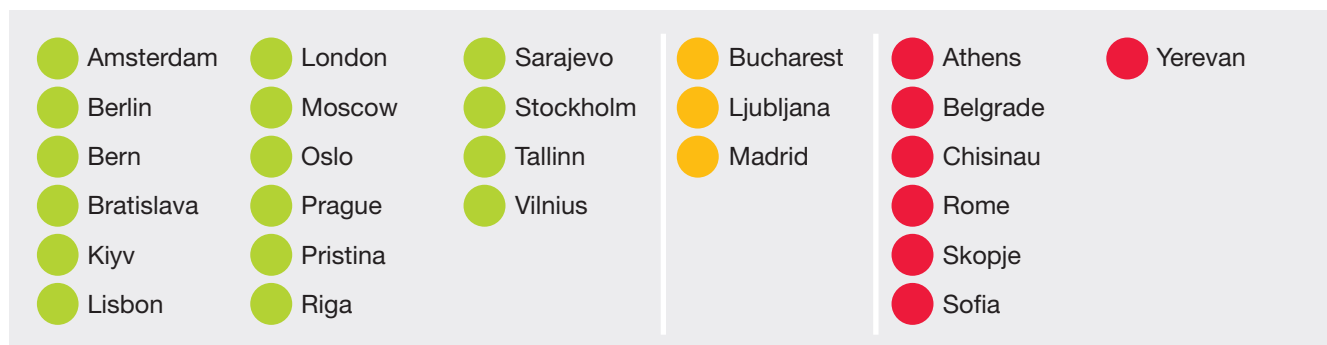 Amsterdam
Berlin
Bern
Bratislava
Kiyv
Lisbon
London
Moscow
Oslo
Prague
Pristina
Riga
Sarajevo
Stockholm
Tallinn
Vilnius
Bucharest
Ljubljana
Madrid
Athens
Belgrade
Chisinau
Rome
Skopje
Sofia
Yerevan